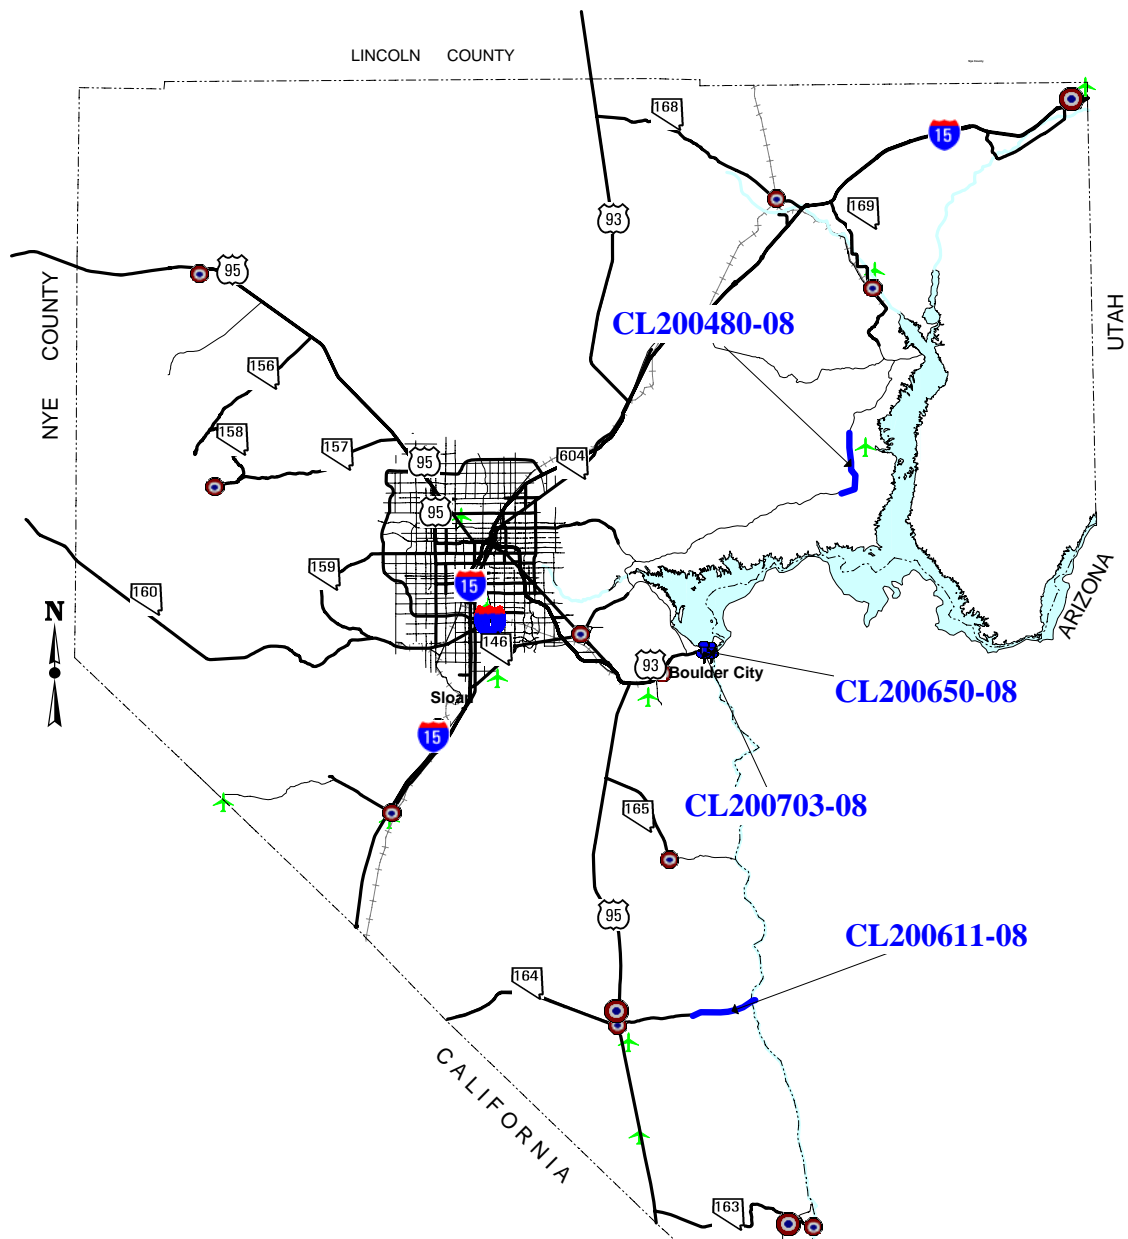 LINCOLN COUNTY
168
15
93
169
95
NYE COUNTY
UTAH
CL200480-08
156
158
157
95
604
95
159
15
160
N
146
ARIZONA
93
Boulder City
CL200650-08
Sloan
15
CL200703-08
165
95
CL200611-08
164
CALIFORNIA
163